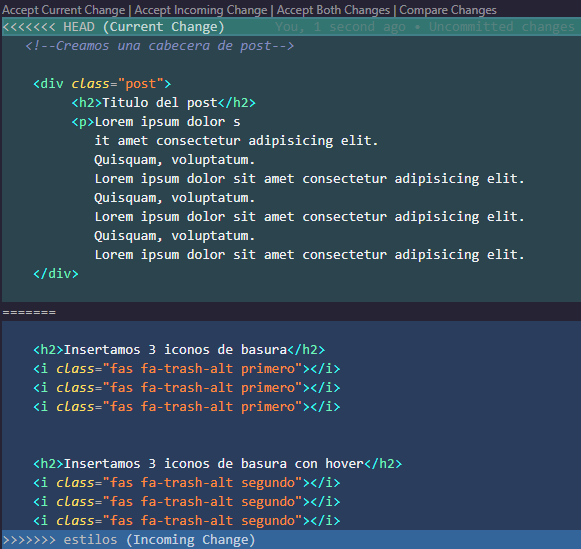 Accept Current Change | Accept Incoming Change | Accept Both Changes | Compare Changes
<<<<<<< HEAD (Current Change) You, 1 second ago • Uncommitted changes
<!--Creamos una cabecera de post-->
<div class="post">
<h2>Titulo del post</h2>
<p>Lorem ipsum dolor s
it amet consectetur adipisicing elit.
Quisquam, voluptatum.
Lorem ipsum dolor sit amet consectetur adipisicing elit.
Quisquam, voluptatum.
Lorem ipsum dolor sit amet consectetur adipisicing elit.
Quisquam, voluptatum.
Lorem ipsum dolor sit amet consectetur adipisicing elit.
</div>
=======
<h2>Insertamos 3 iconos de basura</h2>
<i class="fas fa-trash-alt primero"></i>
<i class="fas fa-trash-alt primero"></i>
<i class="fas fa-trash-alt primero"></i>
<h2>Insertamos 3 iconos de basura con hover</h2>
<i class="fas fa-trash-alt segundo"></i>
<i class="fas fa-trash-alt segundo"></i>
<i class="fas fa-trash-alt segundo"></i>
>>>>>>> estilos (Incoming Change)